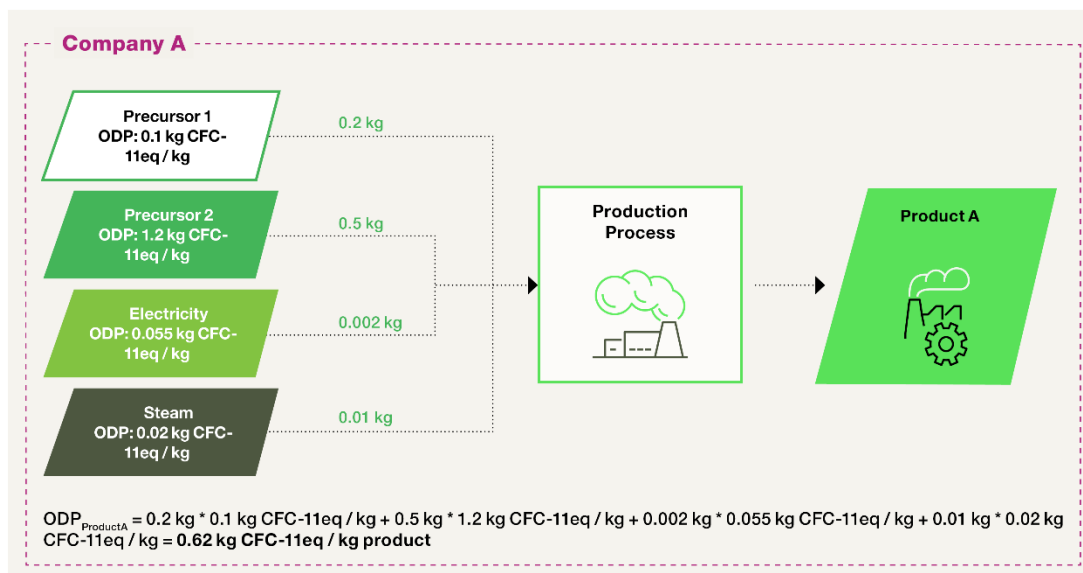 Company A
Precursor 1
ODP: 0.1 kg CFC-
11eq / kg
0.2 kg
Precursor 2
ODP: 1.2 kg CFC-
11eq / kg
0.5 kg
Electricity
ODP: 0.055 kg CFC-
11eq / kg
0.002 kg
Steam
ODP: 0.02 kg CFC-
11eq / kg
0.01 kg
Production
Process
Product A
ODP ProductA = 0.2 kg * 0.1 kg CFC-11eq / kg + 0.5 kg * 1.2 kg CFC-11eq / kg + 0.002 kg * 0.055 kg CFC-11eq / kg + 0.01 kg * 0.02 kg
CFC-11eq / kg = 0.62 kg CFC-11eq / kg product